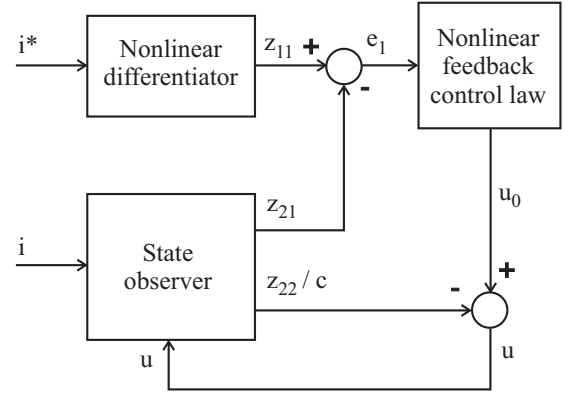 i*
Nonlinear
differentiator
z₁₁
+
-
e₁
Nonlinear
feedback
control law
i
State
observer
z₂₁
z₂₂ / c
u₀
+
-
u
u